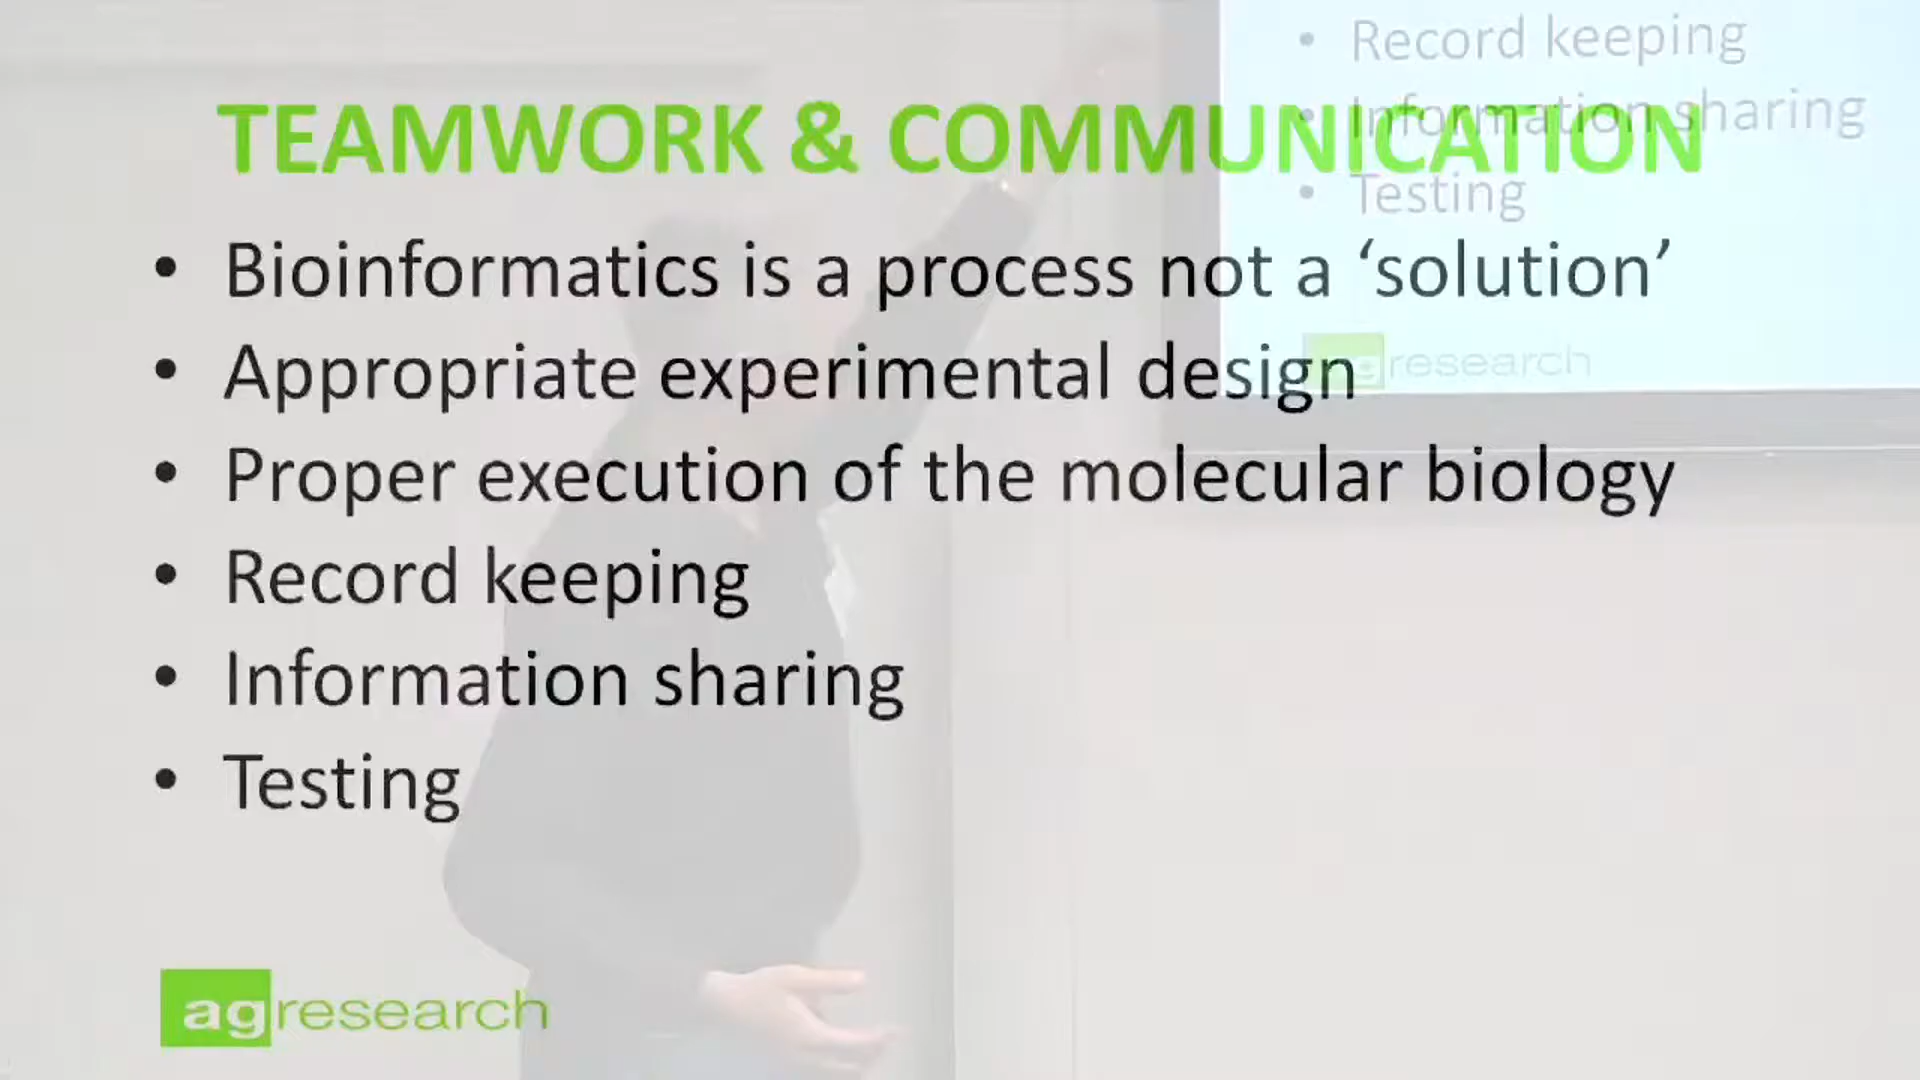 TEAMWORK & COMMUNICATION
• Bioinformatics is a process not a ‘solution’
• Appropriate experimental design
• Proper execution of the molecular biology
• Record keeping
• Information sharing
• Testing
agresearch
• Record keeping
• Information sharing
• Testing
agresearch